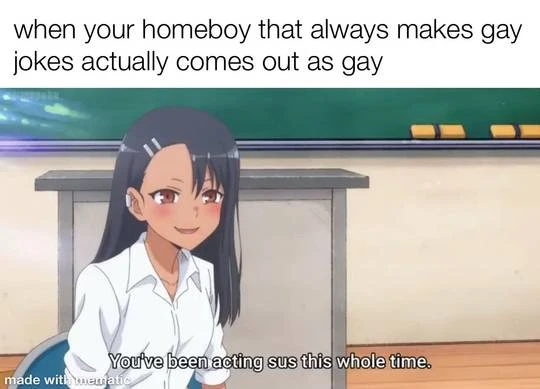 when your homeboy that always makes gay
jokes actually comes out as gay
You've been acting sus this whole time.
made with mematic